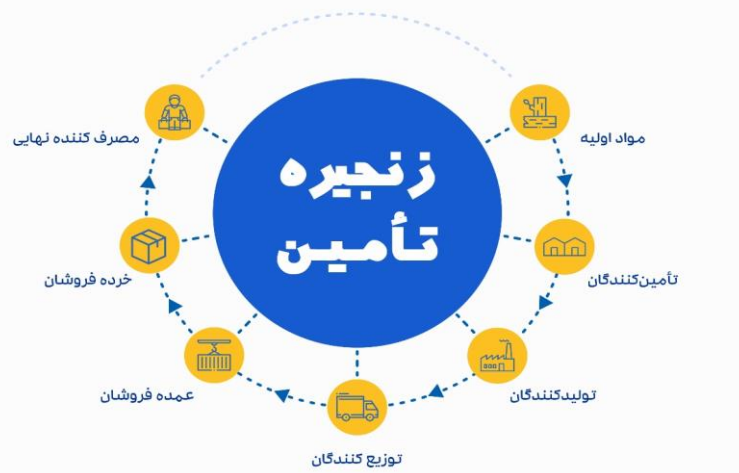 زنجیره
تأمین
مواد اولیه
تأمین‌کنندگان
تولیدکنندگان
توزیع کنندگان
عمده فروشان
خرده فروشان
مصرف کننده نهایی